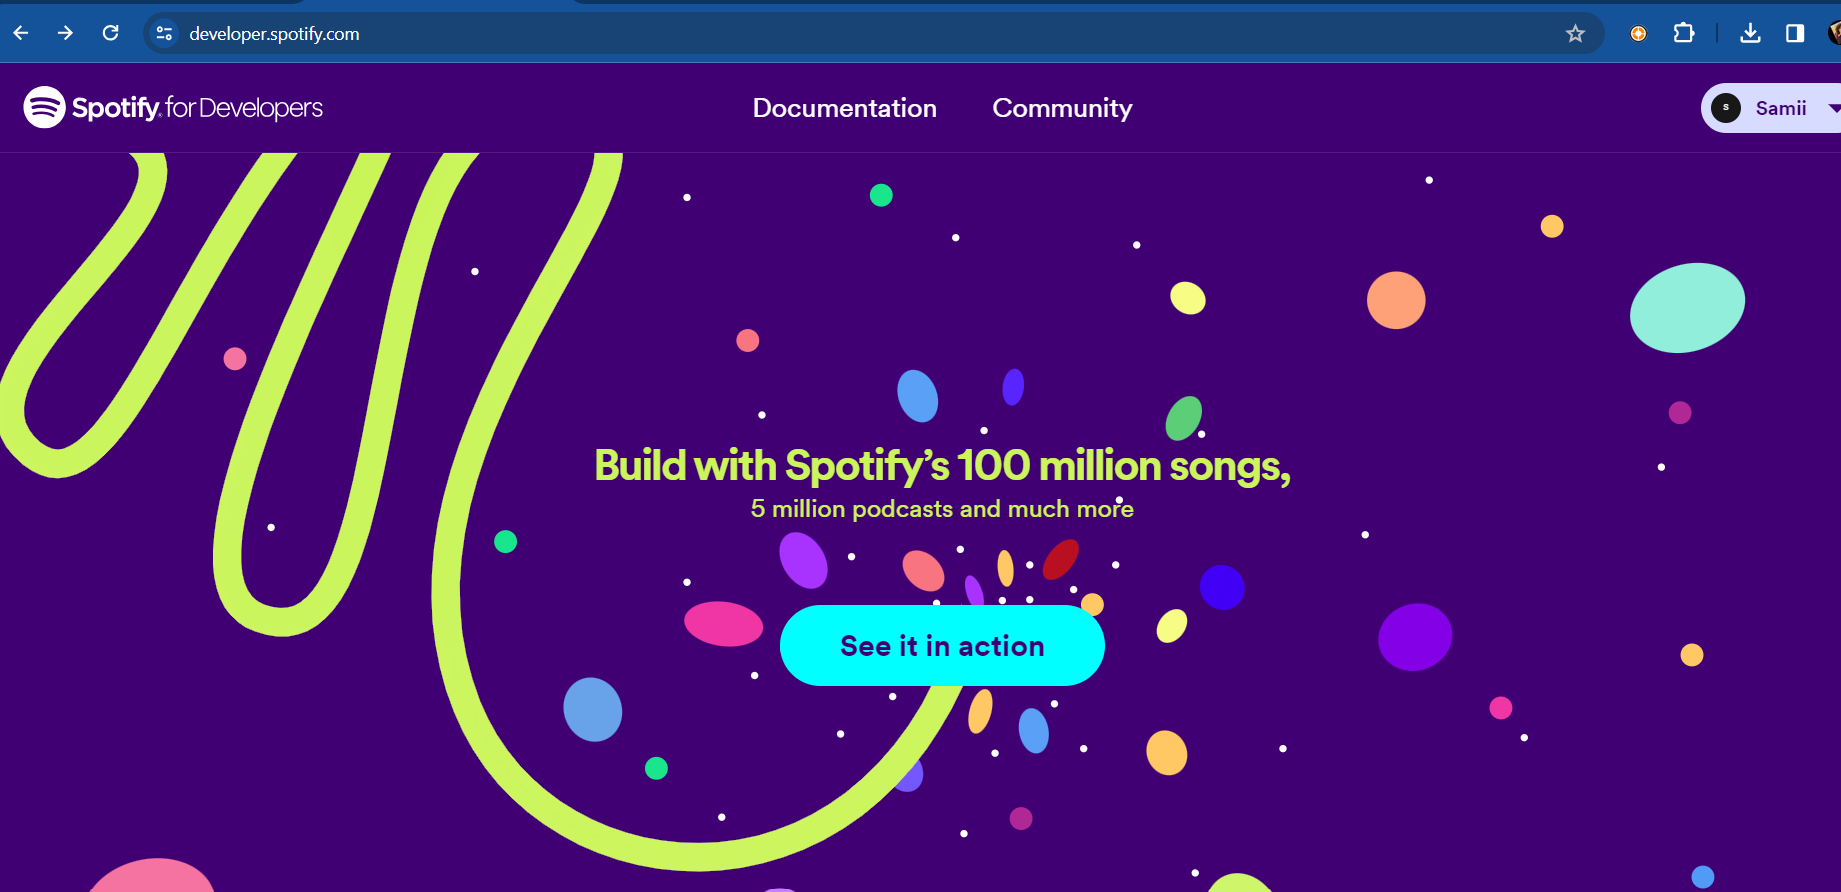 developer.spotify.com
Spotify for Developers
Documentation
Community
S
Samii
Build with Spotify’s 100 million songs,
5 million podcasts and much more
See it in action